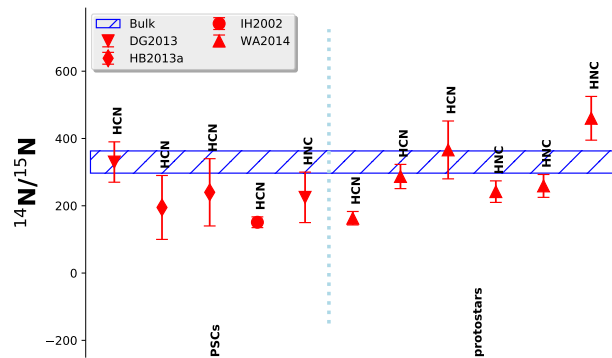 Bulk
DG2013
HB2013a
IH2002
WA2014
600
400
200
0
−200
14N/15N
HCN
HCN
HCN
HCN
HNC
HCN
HCN
HCN
HNC
HNC
HNC
PSCs
protostars